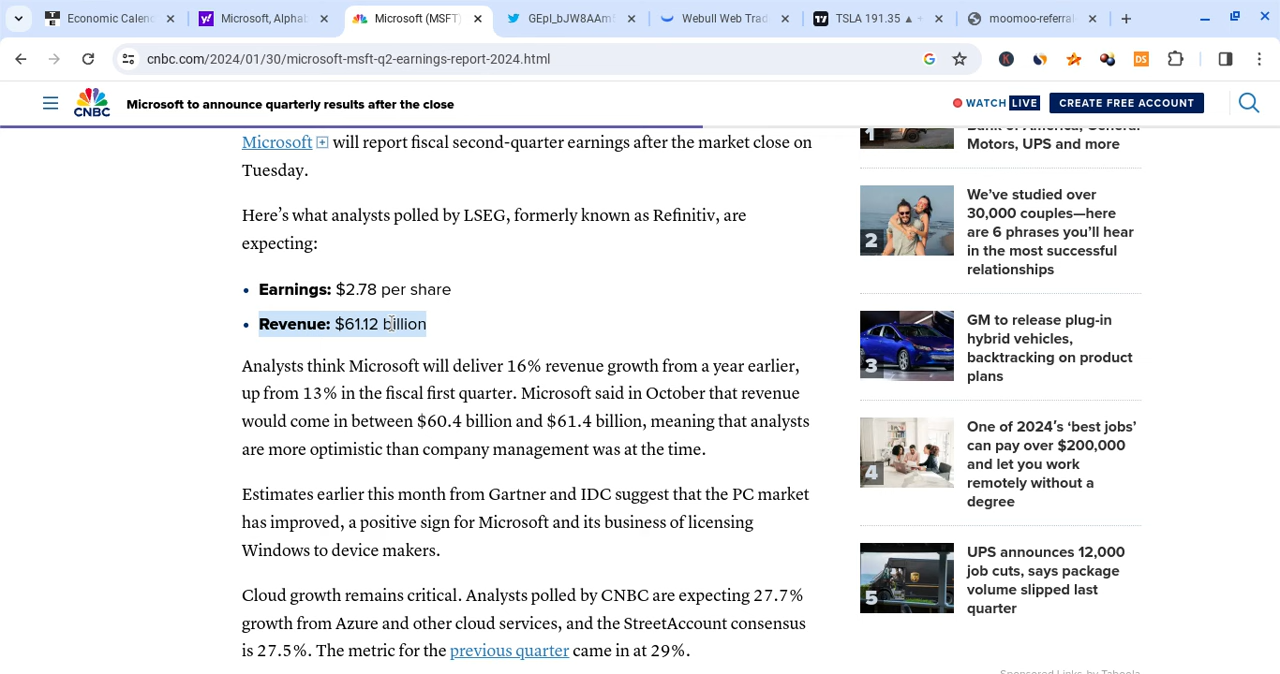 Economic Calen
Microsoft, Alphab
Microsoft (MSFT)
GEpI_bJW8AAm
Webull Web Trad
TSLA 191.35 ▲
moomoo-referral
cnbc.com/2024/01/30/microsoft-msft-q2-earnings-report-2024.html
DS
CNBC
Microsoft to announce quarterly results after the close
WATCH LIVE
CREATE FREE ACCOUNT
Microsoft will report fiscal second-quarter earnings after the market close on
Tuesday.
Here’s what analysts polled by LSEG, formerly known as Refinitiv, are
expecting:
• Earnings: $2.78 per share
• Revenue: $61.12 billion
Analysts think Microsoft will deliver 16% revenue growth from a year earlier,
up from 13% in the fiscal first quarter. Microsoft said in October that revenue
would come in between $60.4 billion and $61.4 billion, meaning that analysts
are more optimistic than company management was at the time.
Estimates earlier this month from Gartner and IDC suggest that the PC market
has improved, a positive sign for Microsoft and its business of licensing
Windows to device makers.
Cloud growth remains critical. Analysts polled by CNBC are expecting 27.7%
growth from Azure and other cloud services, and the StreetAccount consensus
is 27.5%. The metric for the previous quarter came in at 29%.
1
Bank of America, General
Motors, UPS and more
2
We’ve studied over
30,000 couples—here
are 6 phrases you’ll hear
in the most successful
relationships
3
GM to release plug-in
hybrid vehicles,
backtracking on product
plans
4
One of 2024’s ‘best jobs’
can pay over $200,000
and let you work
remotely without a
degree
5
UPS announces 12,000
job cuts, says package
volume slipped last
quarter
Sponsored Links by Taboola